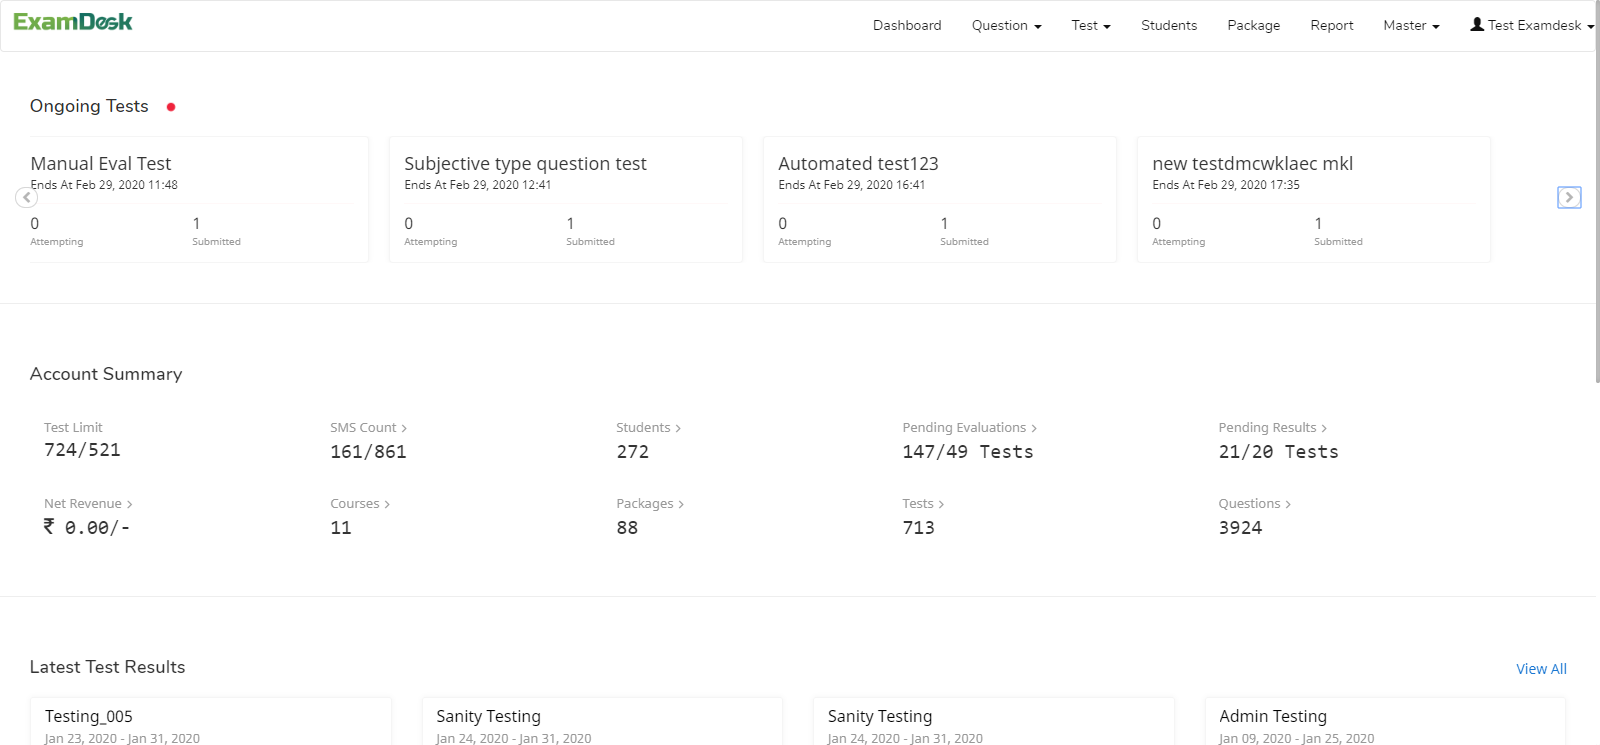 ExamDesk
Dashboard Question Test Students Package Report Master Test Examdesk
Ongoing Tests
Manual Eval Test
Ends At Feb 29, 2020 11:48
0 1
Attempting Submitted
Subjective type question test
Ends At Feb 29, 2020 12:41
0 1
Attempting Submitted
Automated test123
Ends At Feb 29, 2020 16:41
0 1
Attempting Submitted
new testdmcwklaec mkl
Ends At Feb 29, 2020 17:35
0 1
Attempting Submitted
Account Summary
Test Limit SMS Count > Students > Pending Evaluations > Pending Results >
724/521 161/861 272 147/49 Tests 21/20 Tests
Net Revenue > Courses > Packages > Tests > Questions >
₹ 0.00/- 11 88 713 3924
Latest Test Results View All
Testing_005
Jan 23, 2020 - Jan 31, 2020
Sanity Testing
Jan 24, 2020 - Jan 31, 2020
Sanity Testing
Jan 24, 2020 - Jan 31, 2020
Admin Testing
Jan 09, 2020 - Jan 25, 2020